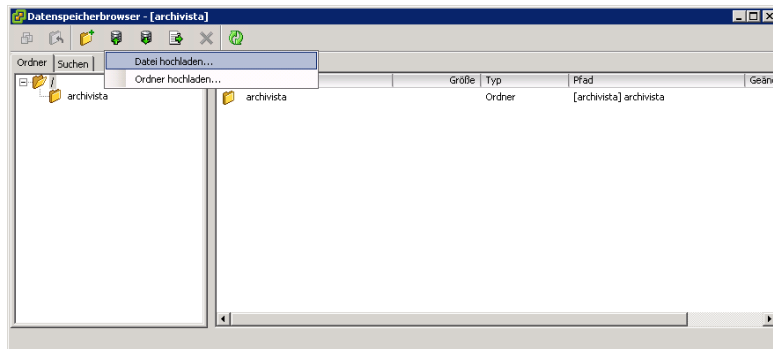 Datenspeicherbrowser - [archivista]
Ordner Suchen
Datei hochladen...
Ordner hochladen...
Größe Typ Pfad
/
archivista
archivista Ordner [archivista] archivista